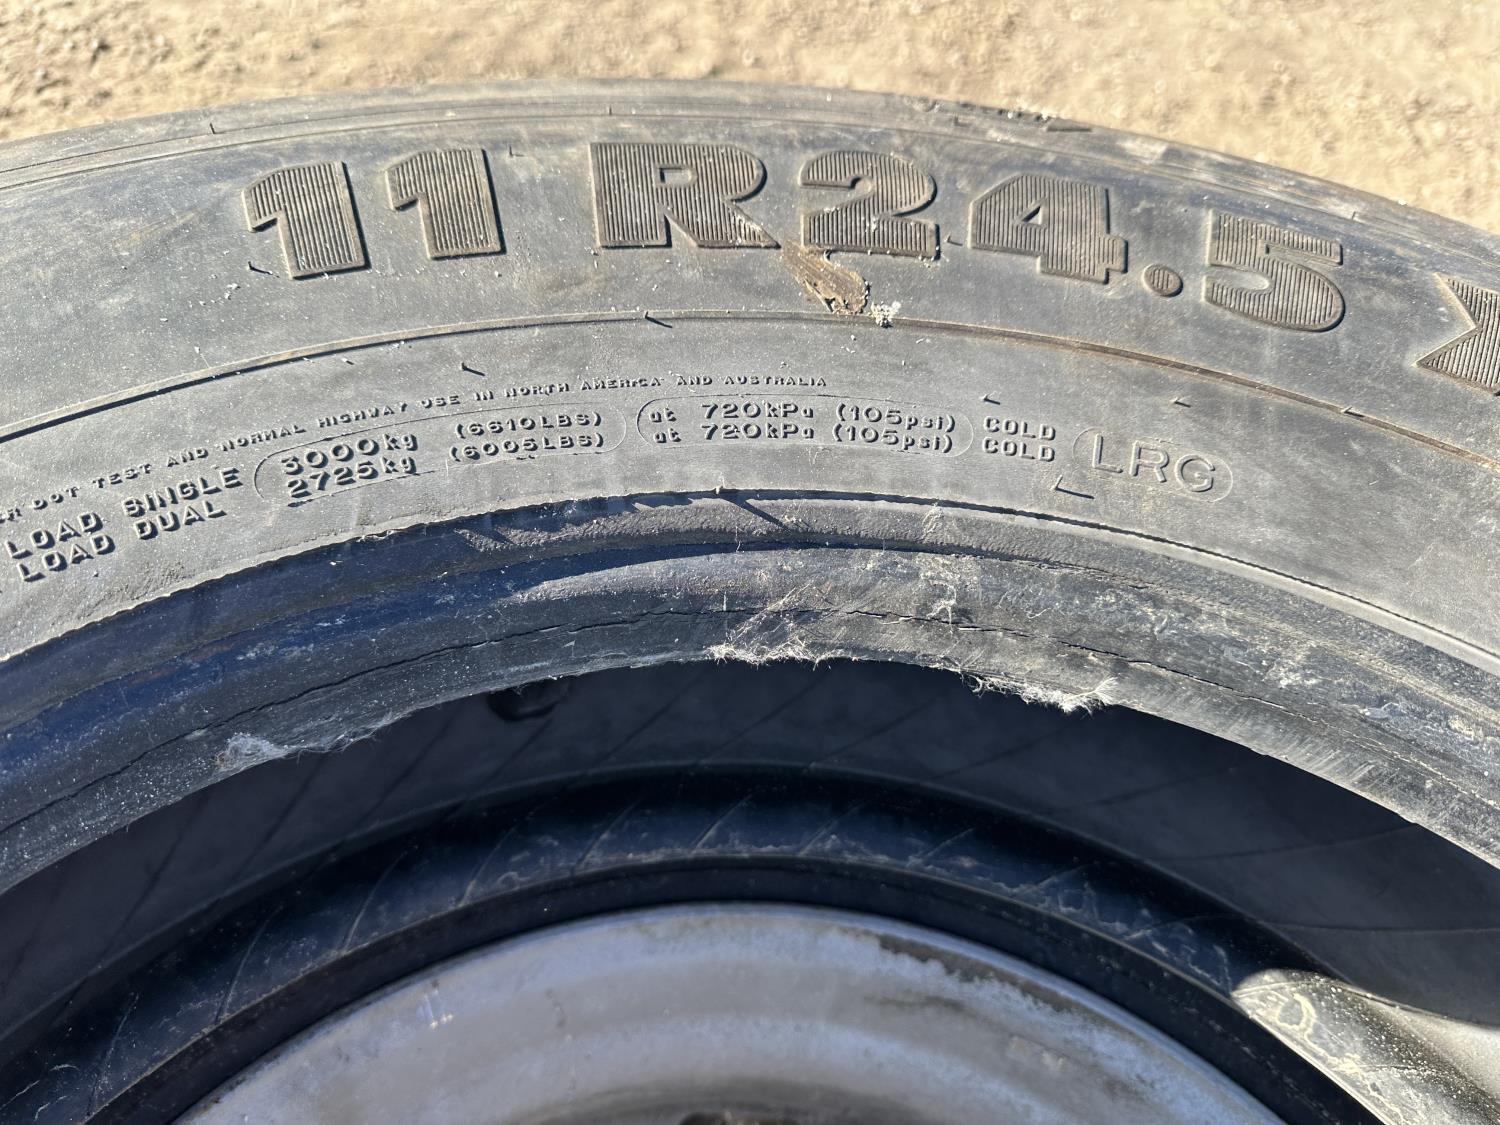 11 R24.5
DOT TEST AND NORMAL HIGHWAY USE IN NORTH AMERICA AND AUSTRALIA
LOAD SINGLE 3000kg (6610LBS) at 720kPa (105psi) COLD
LOAD DUAL 2725kg (6005LBS) at 720kPa (105psi) COLD
LRG